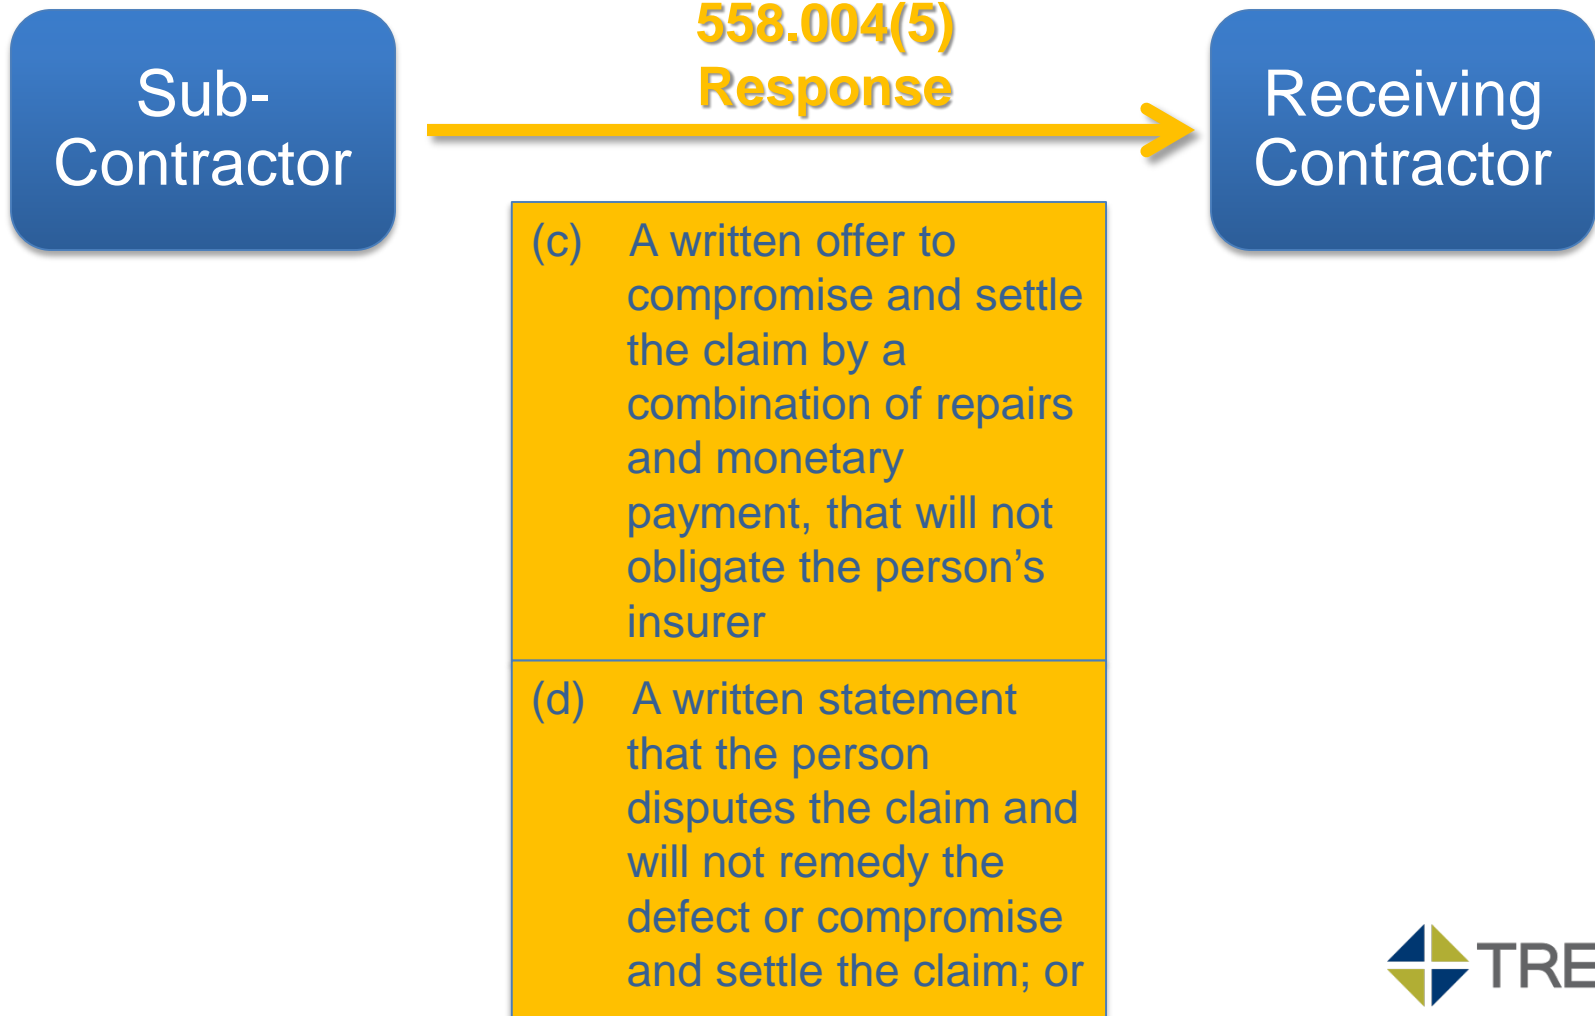 558.004(5)
Response
Sub-
Contractor
Receiving
Contractor
(c) A written offer to
compromise and settle
the claim by a
combination of repairs
and monetary
payment, that will not
obligate the person’s
insurer
(d) A written statement
that the person
disputes the claim and
will not remedy the
defect or compromise
and settle the claim; or
TRE